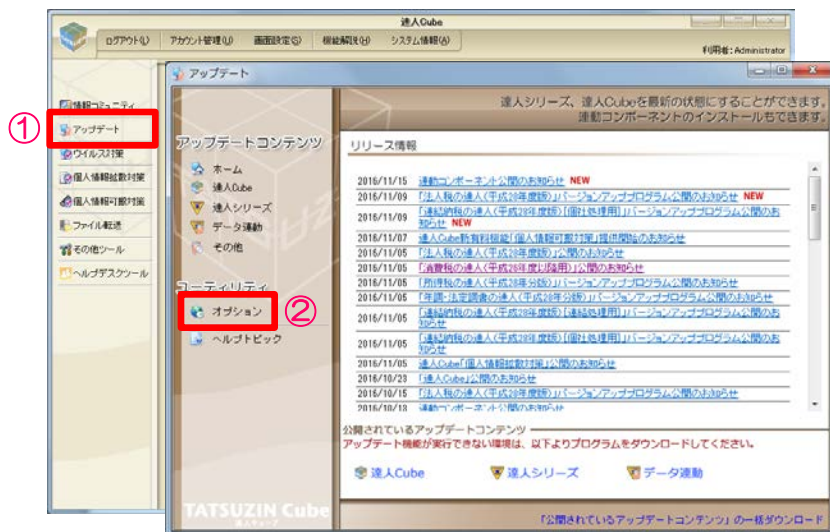 達人Cube
ログアウト(L) アカウント管理(U) 画面設定(G) 機能解説(H) システム情報(A)
利用者:Administrator
情報コミュニティ
① アップデート
ウイルス対策
個人情報拡散対策
個人情報可搬対策
ファイル転送
その他ツール
ヘルプデスクツール
アップデート
達人シリーズ、達人Cubeを最新の状態にすることができます。
連動コンポーネントのインストールもできます。
アップデートコンテンツ
ホーム
達人Cube
達人シリーズ
データ連動
その他
ユーティリティ
オプション ②
ヘルプトピック
TATSUZIN Cube
達人キューブ
リリース情報
2016/11/15 連動コンポーネント公開のお知らせ NEW
2016/11/09 「法人税の達人(平成28年度版)」バージョンアッププログラム公開のお知らせ NEW
2016/11/09 「連結納税の達人(平成28年度版)[個社処理用]」バージョンアッププログラム公開のお
知らせ NEW
2016/11/07 達人Cube新有料機能「個人情報可搬対策」提供開始のお知らせ
2016/11/05 「法人税の達人(平成28年度版)」公開のお知らせ
2016/11/05 「消費税の達人(平成28年度以降用)」公開のお知らせ
2016/11/05 「所得税の達人(平成28年分版)」バージョンアッププログラム公開のお知らせ
2016/11/05 「年調・法定調書の達人(平成28年分版)」バージョンアッププログラム公開のお知らせ
2016/11/05 「連結納税の達人(平成28年度版)[連結処理用]」バージョンアッププログラム公開のお
知らせ
2016/11/05 「連結納税の達人(平成28年度版)[個社処理用]」バージョンアッププログラム公開のお
知らせ
2016/11/05 達人Cube「個人情報拡散対策」公開のお知らせ
2016/10/23 「達人Cube」公開のお知らせ
2016/10/15 「法人税の達人(平成28年度版)」バージョンアッププログラム公開のお知らせ
2016/10/13 連動コンポーネント公開のお知らせ
公開されているアップデートコンテンツ
アップデート機能が実行できない環境は、以下よりプログラムをダウンロードしてください。
達人Cube 達人シリーズ データ連動
「公開されているアップデートコンテンツ」の一括ダウンロード